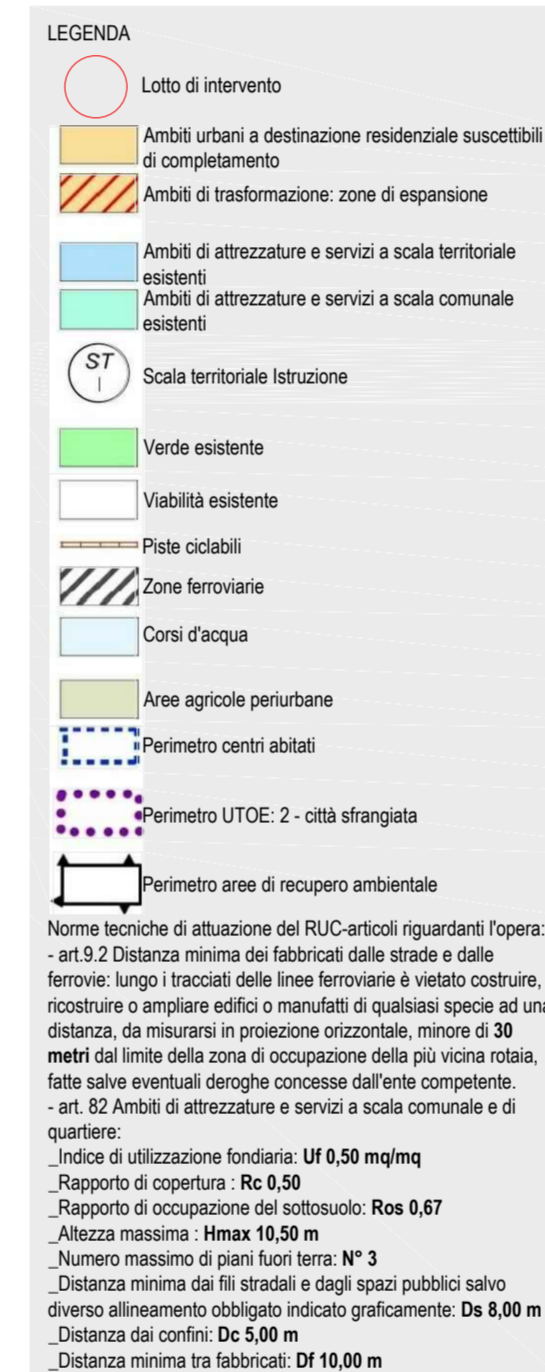 LEGENDA
Lotto di intervento
Ambiti urbani a destinazione residenziale suscettibili
di completamento
Ambiti di trasformazione: zone di espansione
Ambiti di attrezzature e servizi a scala territoriale
esistenti
Ambiti di attrezzature e servizi a scala comunale
esistenti
ST
I
Scala territoriale Istruzione
Verde esistente
Viabilità esistente
Piste ciclabili
Zone ferroviarie
Corsi d'acqua
Aree agricole periurbane
Perimetro centri abitati
Perimetro UTOE: 2 - città sfrangiata
Perimetro aree di recupero ambientale
Norme tecniche di attuazione del RUC-articoli riguardanti l'opera:
- art.9.2 Distanza minima dei fabbricati dalle strade e dalle
ferrovie: lungo i tracciati delle linee ferroviarie è vietato costruire,
ricostruire o ampliare edifici o manufatti di qualsiasi specie ad una
distanza, da misurarsi in proiezione orizzontale, minore di 30
metri dal limite della zona di occupazione della più vicina rotaia,
fatte salve eventuali deroghe concesse dall'ente competente.
- art. 82 Ambiti di attrezzature e servizi a scala comunale e di
quartiere:
_Indice di utilizzazione fondiaria: Uf 0,50 mq/mq
_Rapporto di copertura : Rc 0,50
_Rapporto di occupazione del sottosuolo: Ros 0,67
_Altezza massima : Hmax 10,50 m
_Numero massimo di piani fuori terra: N° 3
_Distanza minima dai fili stradali e dagli spazi pubblici salvo
diverso allineamento obbligato indicato graficamente: Ds 8,00 m
_Distanza dai confini: Dc 5,00 m
_Distanza minima tra fabbricati: Df 10,00 m